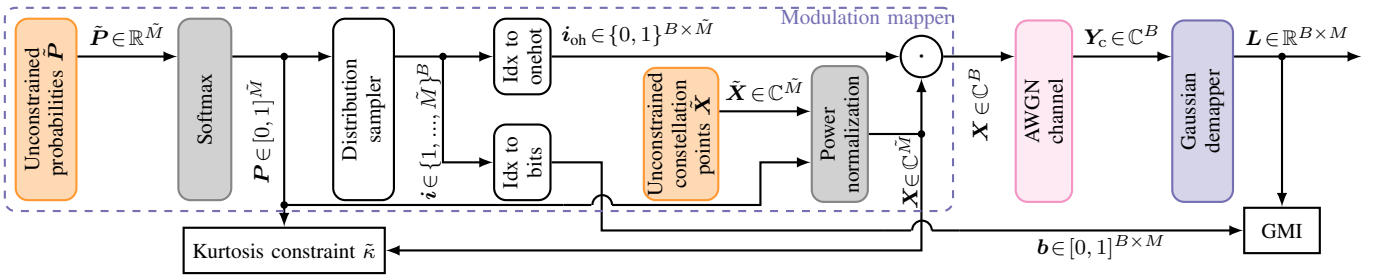 Modulation mapper
Unconstrained
probabilities P̃
P̃ ∈ ℝ^M̃
Softmax
P ∈ [0, 1]^M̃
Distribution
sampler
i ∈ {1, ..., M̃}^B
Idx to
onehot
Idx to
bits
i_oh ∈ {0, 1}^{B×M̃}
Unconstrained
constellation
points X̃
X̃ ∈ ℂ^M̃
Power
normalization
X ∈ ℂ^M̃
X ∈ ℂ^B
AWGN
channel
Y_c ∈ ℂ^B
Gaussian
demapper
L ∈ ℝ^{B×M}
Kurtosis constraint κ̃
b ∈ [0, 1]^{B×M}
GMI